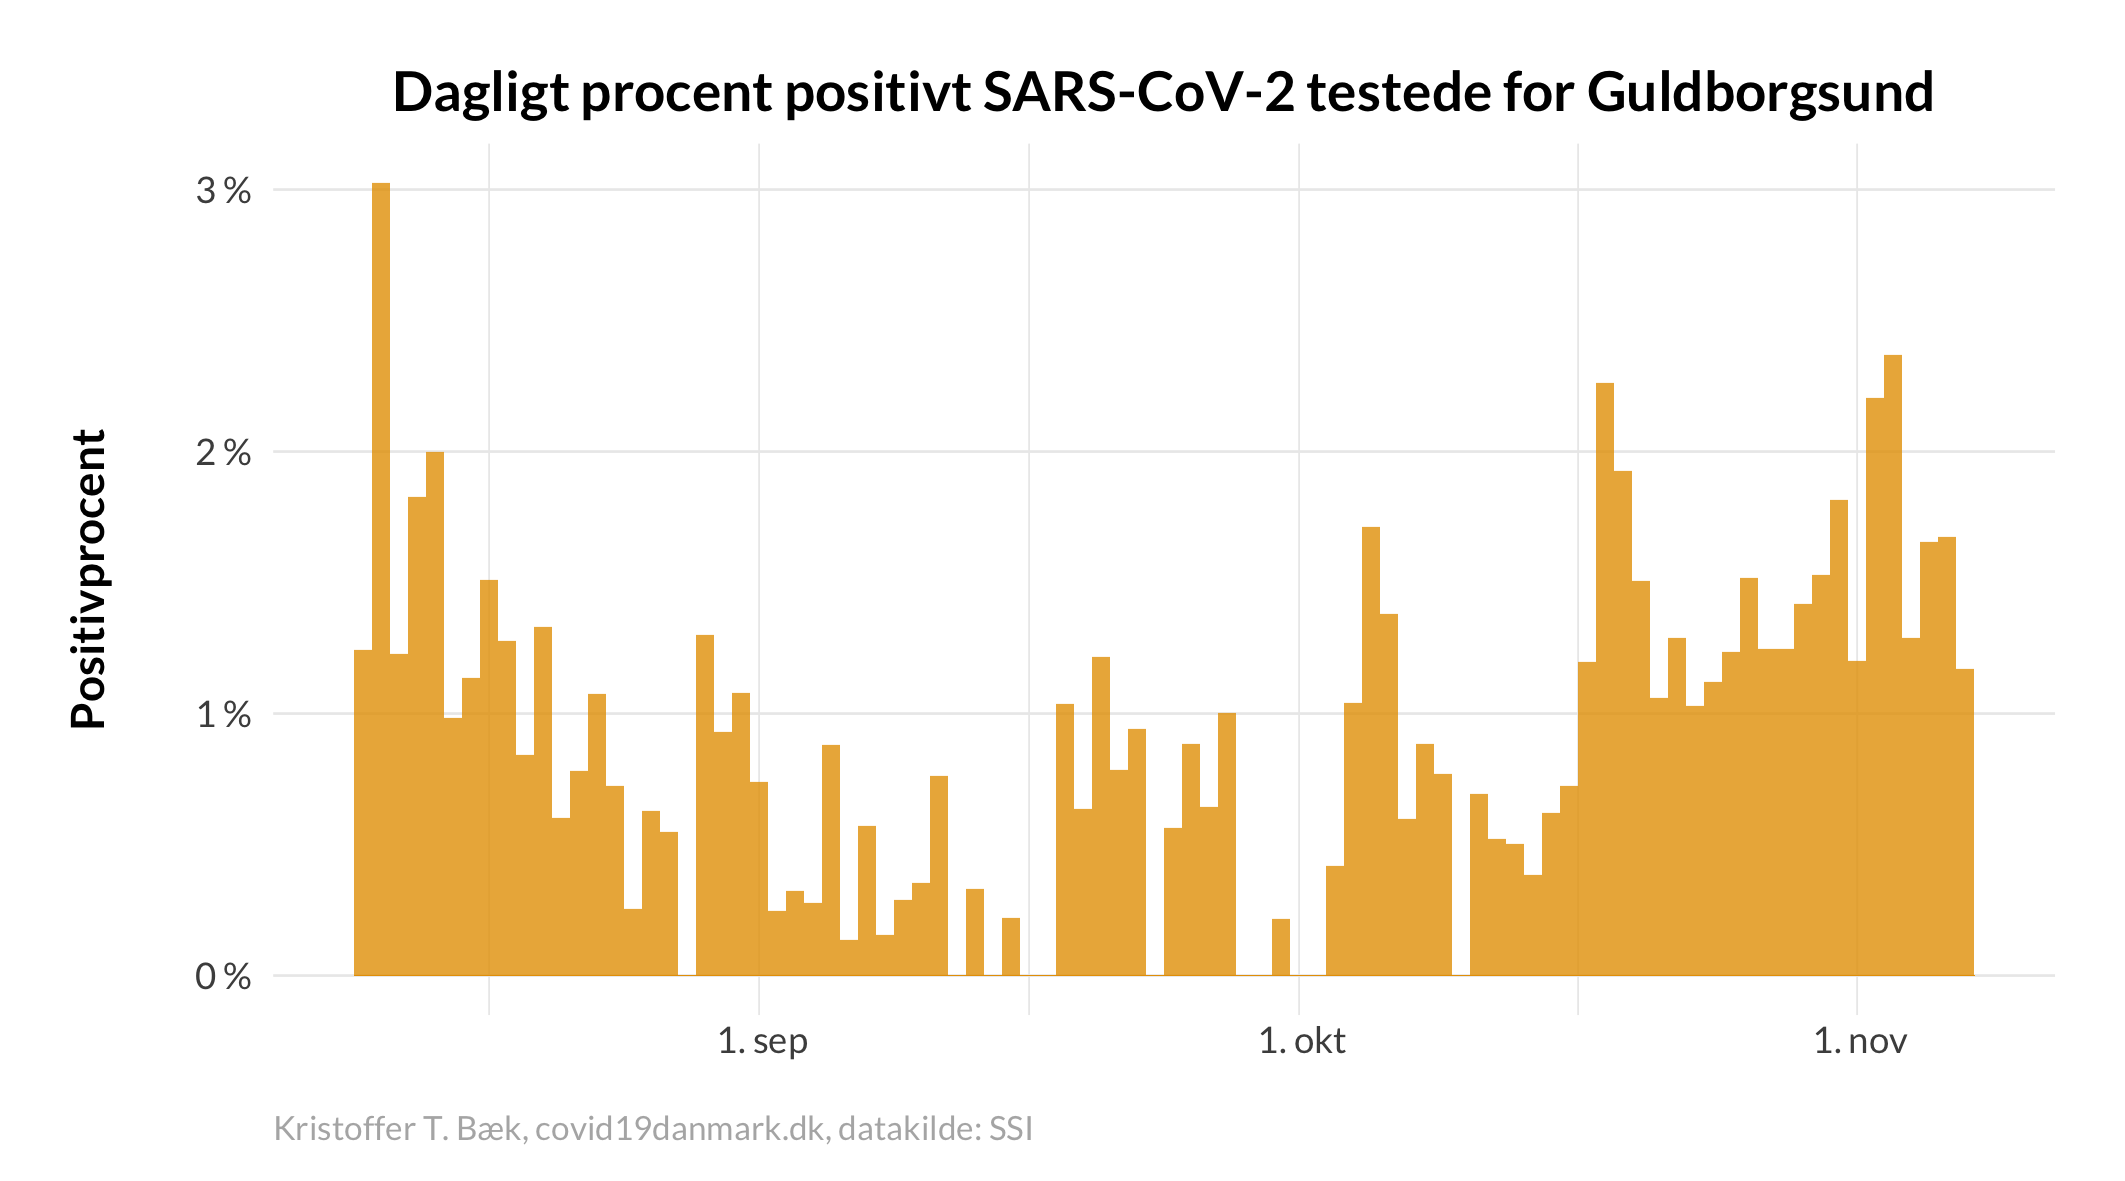 Dagligt procent positivt SARS-CoV-2 testede for Guldborgsund
Positivprocent
3 %
2 %
1 %
0 %
1. sep
1. okt
1. nov
Kristoffer T. Bæk, covid19danmark.dk, datakilde: SSI